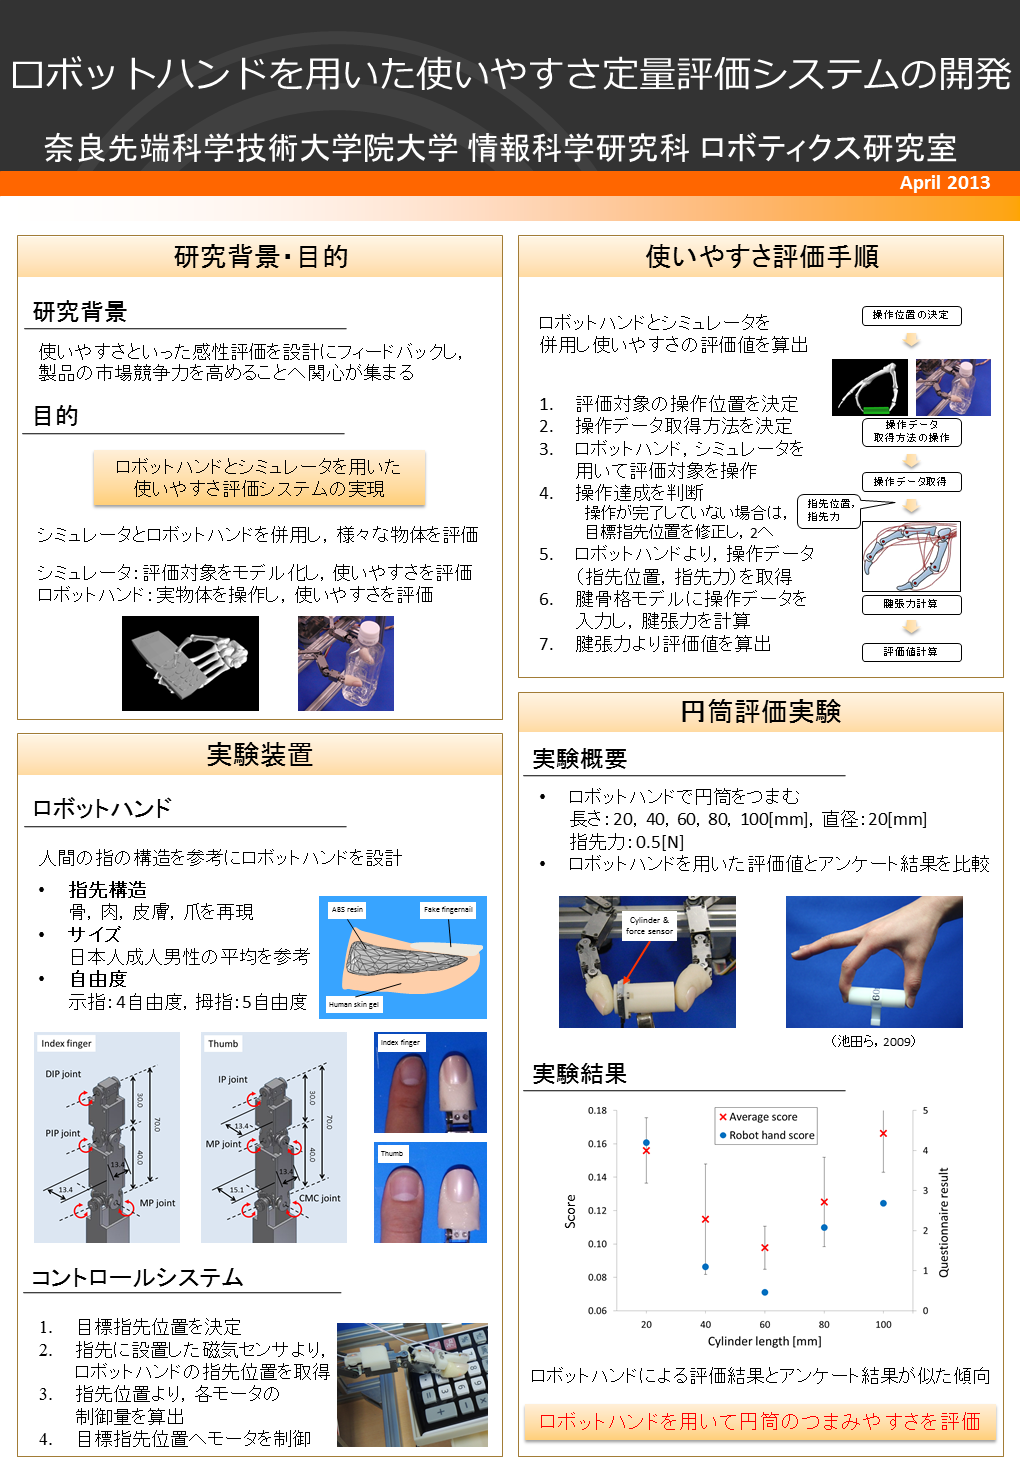 ロボットハンドを用いた使いやすさ定量評価システムの開発
奈良先端科学技術大学院大学 情報科学研究科 ロボティクス研究室
April 2013
研究背景・目的
研究背景
使いやすさといった感性評価を設計にフィードバックし，
製品の市場競争力を高めることへ関心が集まる
目的
ロボットハンドとシミュレータを用いた
使いやすさ評価システムの実現
シミュレータとロボットハンドを併用し，様々な物体を評価
シミュレータ：評価対象をモデル化し，使いやすさを評価
ロボットハンド：実物体を操作し，使いやすさを評価
実験装置
ロボットハンド
人間の指の構造を参考にロボットハンドを設計
• 指先構造
骨，肉，皮膚，爪を再現
• サイズ
日本人成人男性の平均を参考
• 自由度
示指：4自由度，拇指：5自由度
ABS resin
Fake fingernail
Human skin gel
Index finger
DIP joint
PIP joint
MP joint
30.0
70.0
40.0
13.4
13.4
Thumb
IP joint
MP joint
CMC joint
30.0
70.0
40.0
13.4
13.4
15.1
Index finger
Thumb
コントロールシステム
1. 目標指先位置を決定
2. 指先に設置した磁気センサより，
ロボットハンドの指先位置を取得
3. 指先位置より，各モータの
制御量を算出
4. 目標指先位置へモータを制御
使いやすさ評価手順
ロボットハンドとシミュレータを
併用し使いやすさの評価値を算出
1. 評価対象の操作位置を決定
2. 操作データ取得方法を決定
3. ロボットハンド，シミュレータを
用いて評価対象を操作
4. 操作達成を判断
操作が完了していない場合は，
目標指先位置を修正し，2へ
5. ロボットハンドより，操作データ
（指先位置，指先力）を取得
6. 腱骨格モデルに操作データを
入力し，腱張力を計算
7. 腱張力より評価値を算出
操作位置の決定
操作データ
取得方法の操作
操作データ取得
指先位置，
指先力
腱張力計算
評価値計算
円筒評価実験
実験概要
• ロボットハンドで円筒をつまむ
長さ：20，40，60，80，100[mm]，直径：20[mm]
指先力：0.5[N]
• ロボットハンドを用いた評価値とアンケート結果を比較
Cylinder &
force sensor
60
（池田ら，2009）
実験結果
Average score
Robot hand score
0.18
0.16
0.14
0.12
0.10
0.08
0.06
Score
5
4
3
2
1
0
Questionnaire result
20 40 60 80 100
Cylinder length [mm]
ロボットハンドによる評価結果とアンケート結果が似た傾向
ロボットハンドを用いて円筒のつまみやすさを評価